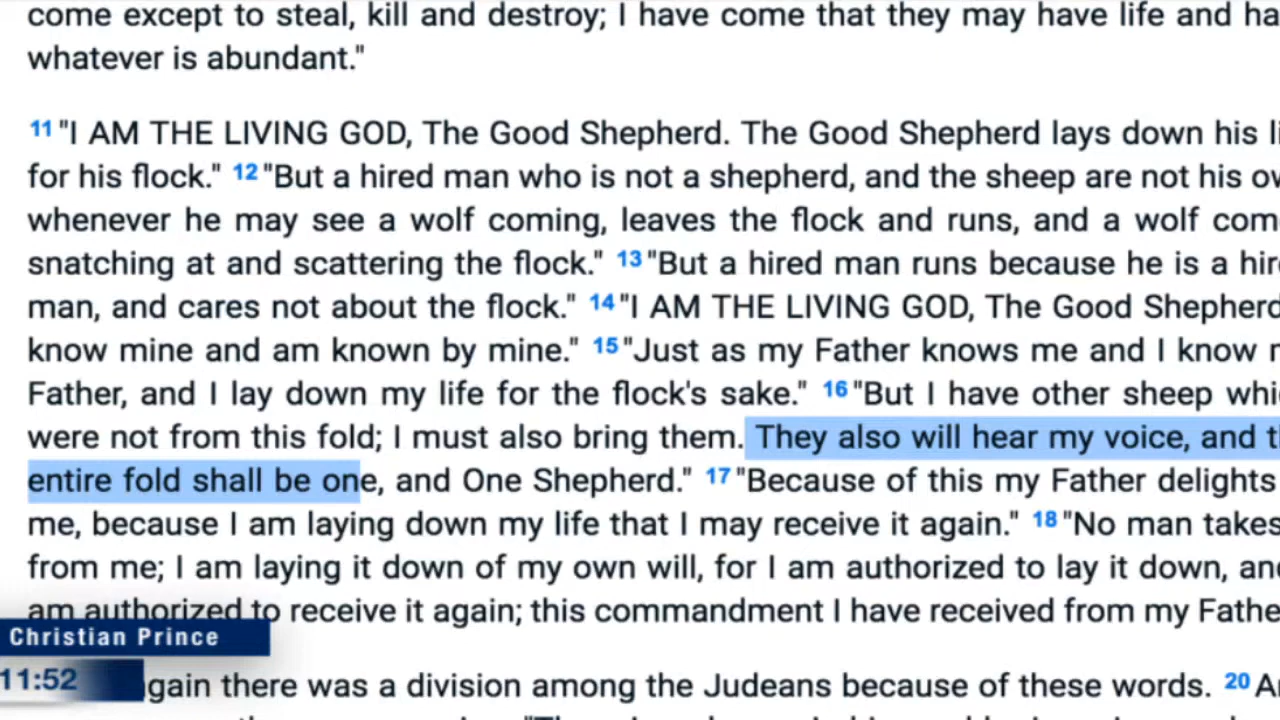 come except to steal, kill and destroy; I have come that they may have life and ha
whatever is abundant."
11 "I AM THE LIVING GOD, The Good Shepherd. The Good Shepherd lays down his li
for his flock." 12 "But a hired man who is not a shepherd, and the sheep are not his ow
whenever he may see a wolf coming, leaves the flock and runs, and a wolf com
snatching at and scattering the flock." 13 "But a hired man runs because he is a hir
man, and cares not about the flock." 14 "I AM THE LIVING GOD, The Good Shepherd
know mine and am known by mine." 15 "Just as my Father knows me and I know m
Father, and I lay down my life for the flock's sake." 16 "But I have other sheep whi
were not from this fold; I must also bring them. They also will hear my voice, and th
entire fold shall be one, and One Shepherd." 17 "Because of this my Father delights
me, because I am laying down my life that I may receive it again." 18 "No man takes
from me; I am laying it down of my own will, for I am authorized to lay it down, and
am authorized to receive it again; this commandment I have received from my Fathe
Christian Prince
11:52
gain there was a division among the Judeans because of these words. 20 A